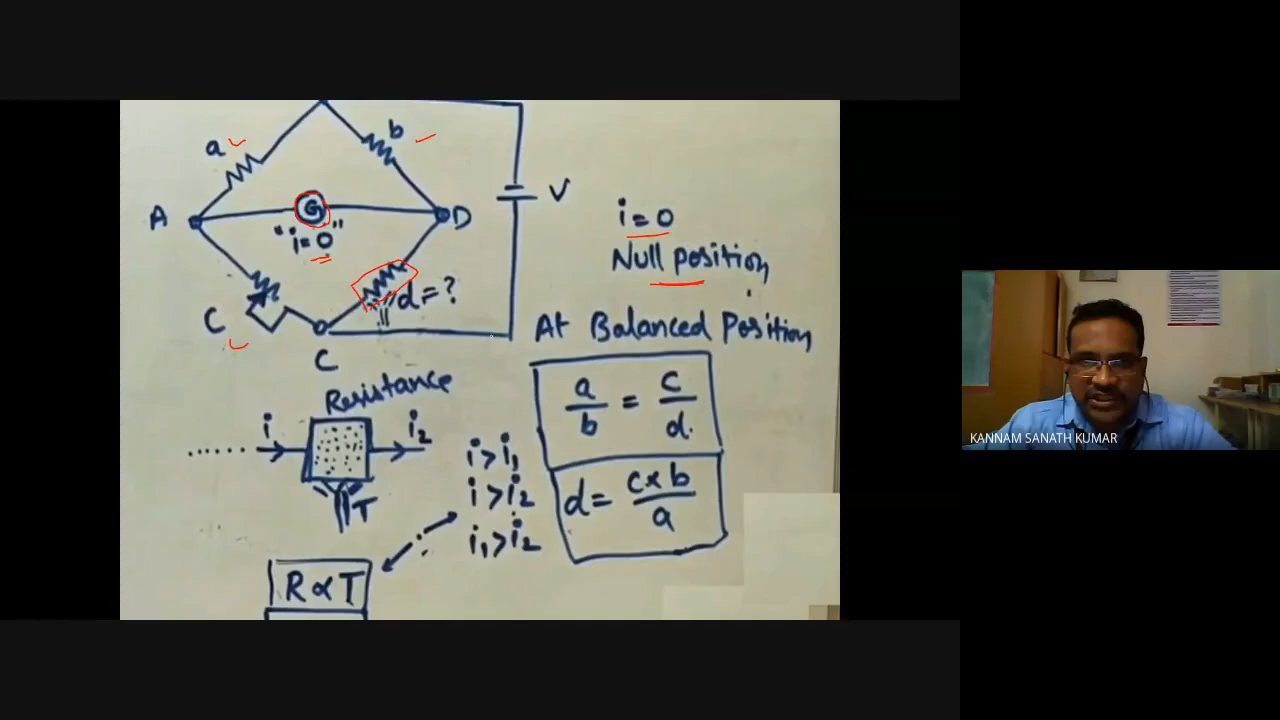 a
b
A
G
D
V
"i=0"
i=0
Null position
d=?
C
C
At Balanced Position
Resistance
a/b = c/d
i
i2
T
i>i1
i>i2
i1>i2
d= c×b/a
R∝T
KANNAM SANATH KUMAR